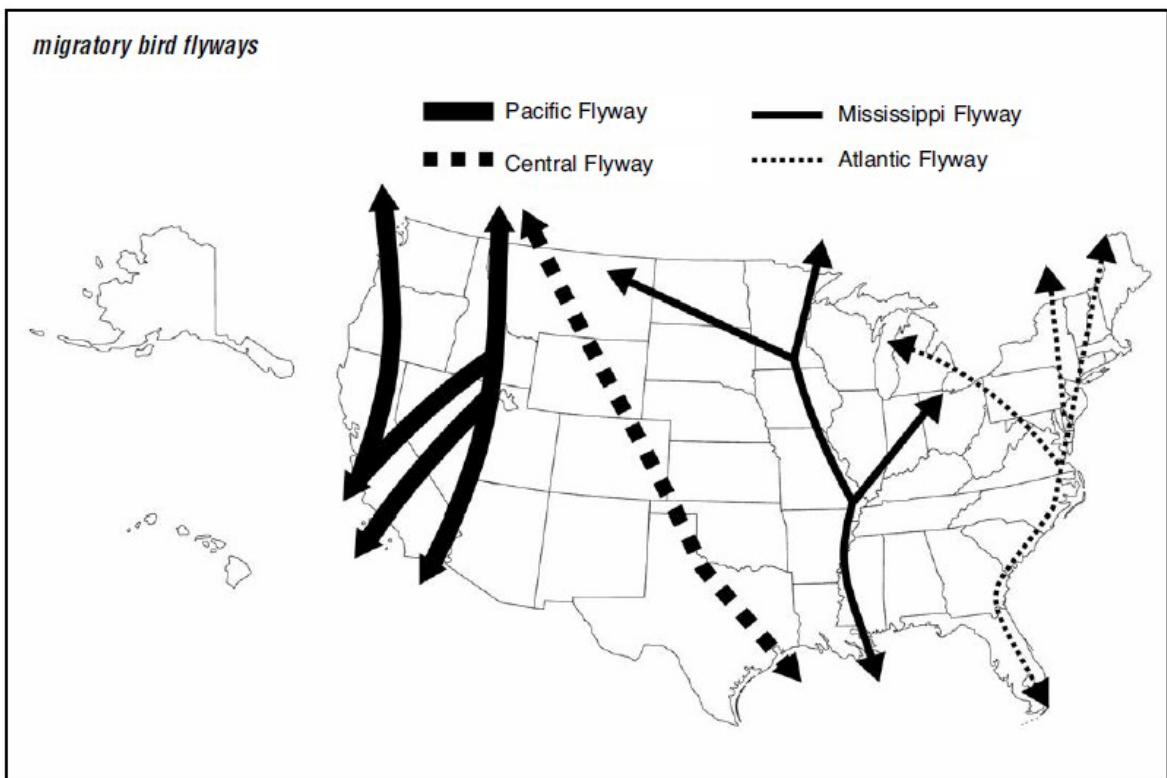 migratory bird flyways
Pacific Flyway
Mississippi Flyway
Central Flyway
Atlantic Flyway